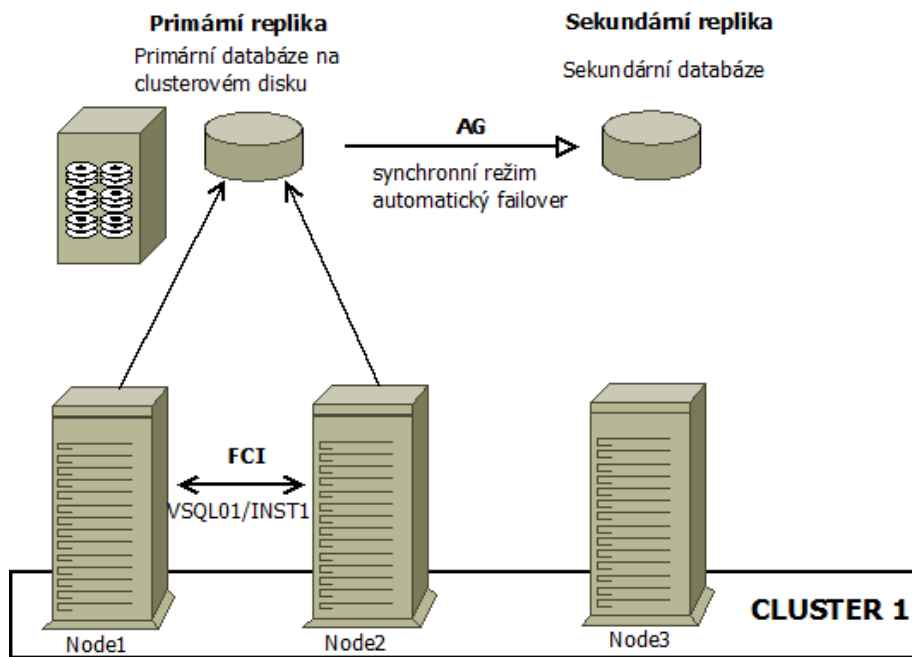 Primární replika
Primární databáze na
clusterovém disku
Sekundární replika
Sekundární databáze
AG
synchronní režim
automatický failover
FCI
VSQL01/INST1
CLUSTER 1
Node1
Node2
Node3